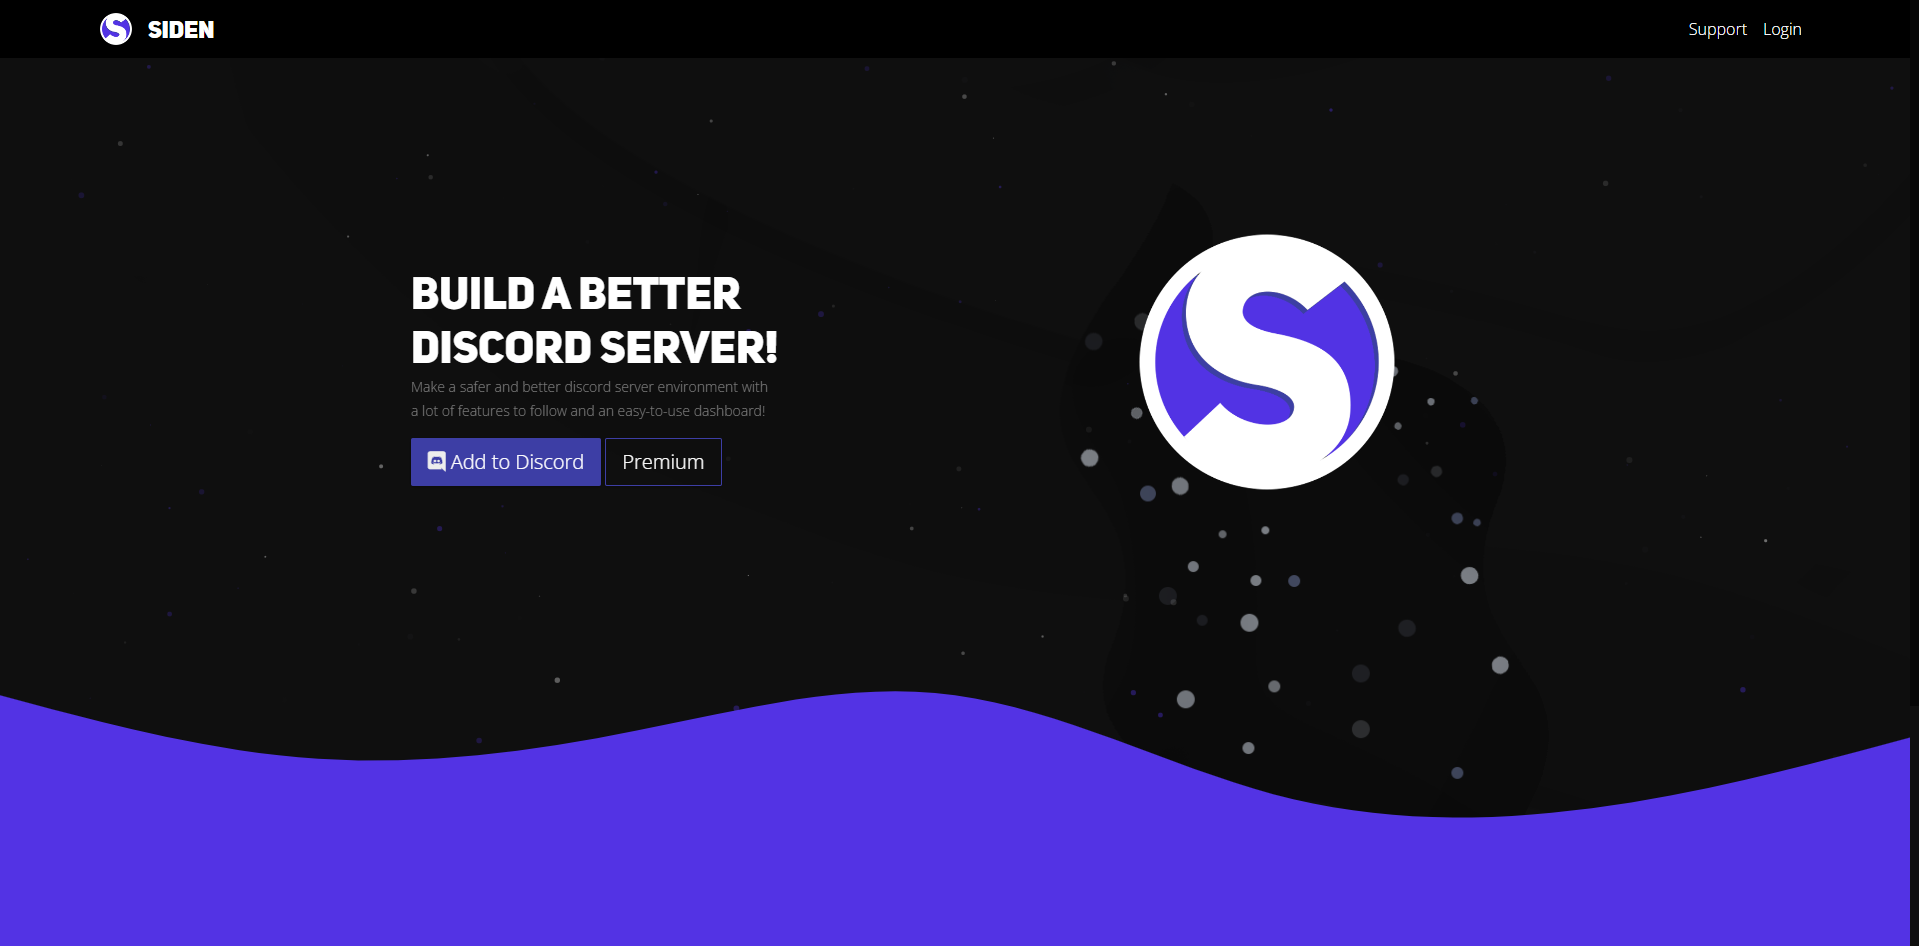 SIDEN
Support
Login
BUILD A BETTER
DISCORD SERVER!
Make a safer and better discord server environment with
a lot of features to follow and an easy-to-use dashboard!
Add to Discord
Premium